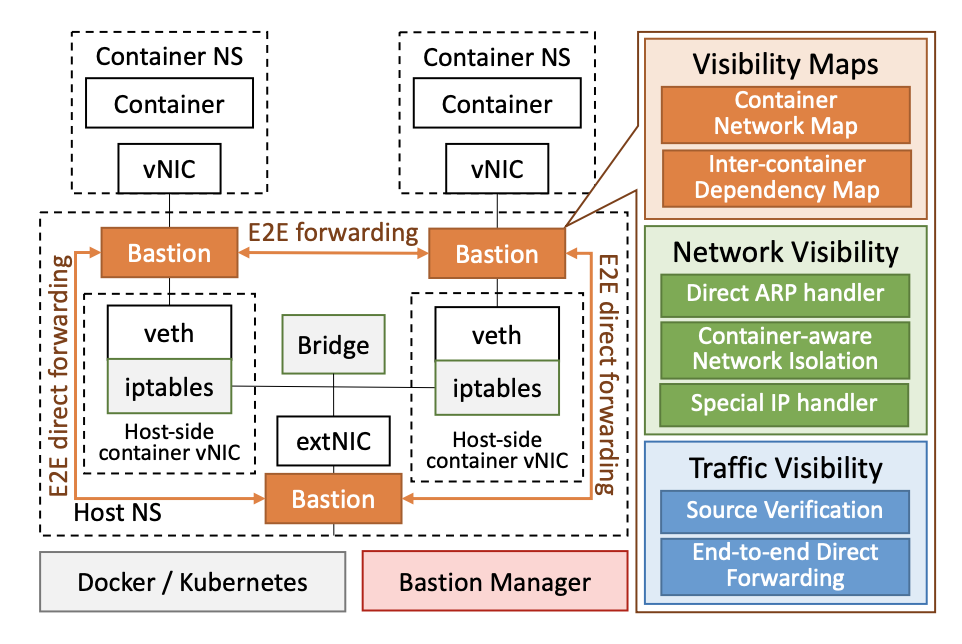 Container NS
Container
vNIC
Container NS
Container
vNIC
Bastion
E2E forwarding
Bastion
E2E direct forwarding
veth
iptables
Host-side
container vNIC
Bridge
extNIC
veth
iptables
Host-side
container vNIC
E2E direct forwarding
Bastion
Host NS
Docker / Kubernetes
Bastion Manager
Visibility Maps
Container
Network Map
Inter-container
Dependency Map
Network Visibility
Direct ARP handler
Container-aware
Network Isolation
Special IP handler
Traffic Visibility
Source Verification
End-to-end Direct
Forwarding